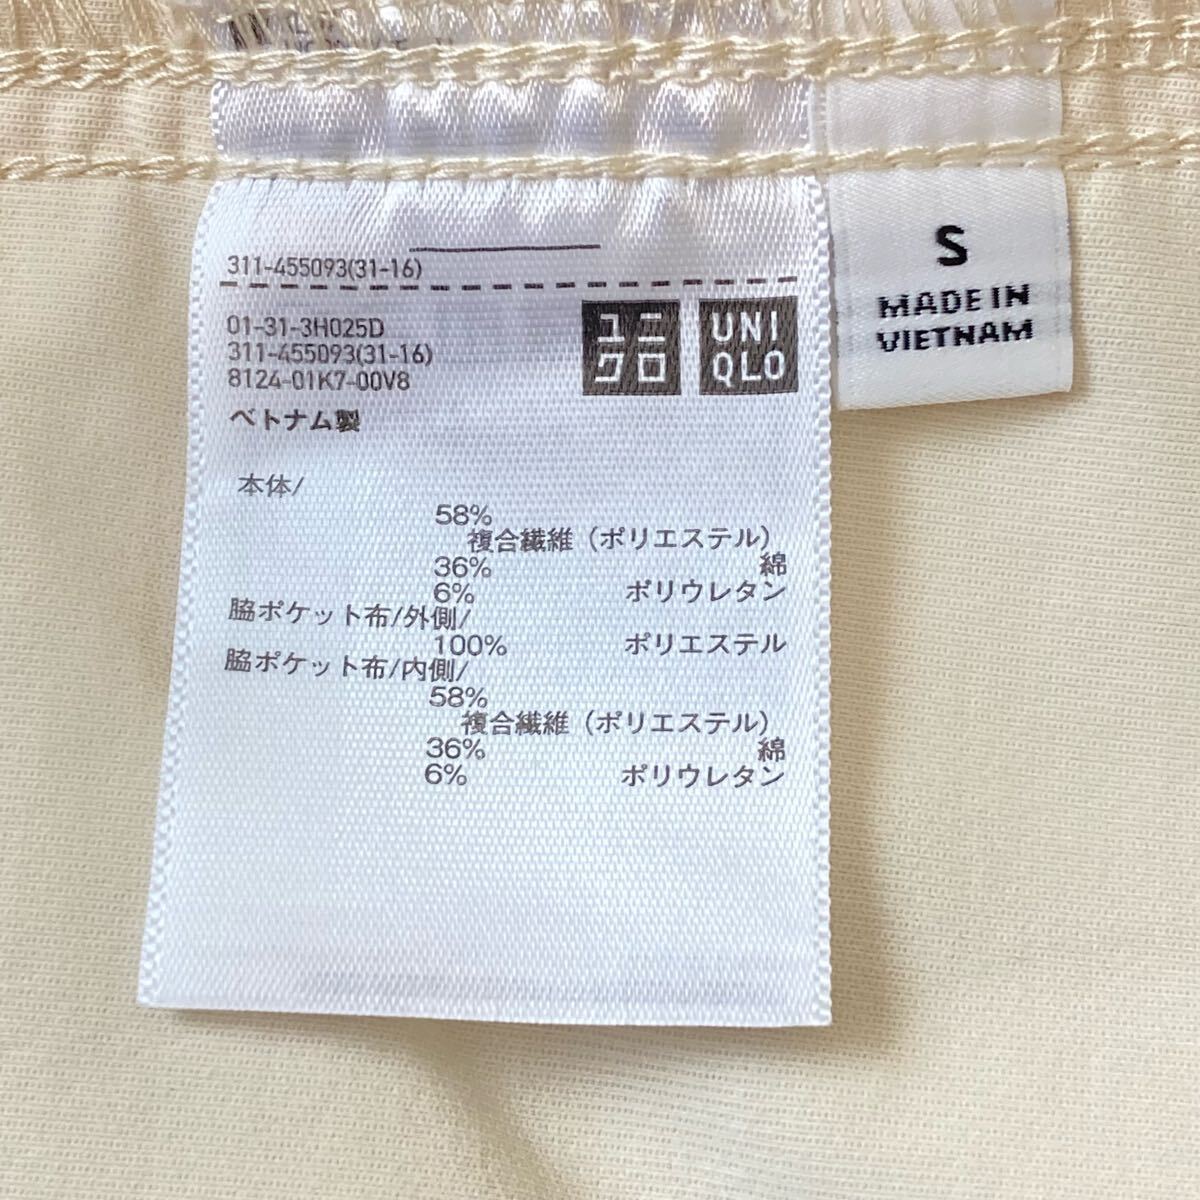 311-455093(31-16)
01-31-3H025D
311-455093(31-16)
8124-01K7-00V8
ベトナム製
ユニ
クロ
UNI
QLO
本体/
58%
複合繊維（ポリエステル）
36% 綿
6% ポリウレタン
脇ポケット布/外側/
100% ポリエステル
脇ポケット布/内側/
58%
複合繊維（ポリエステル）
36% 綿
6% ポリウレタン
S
MADE IN
VIETNAM